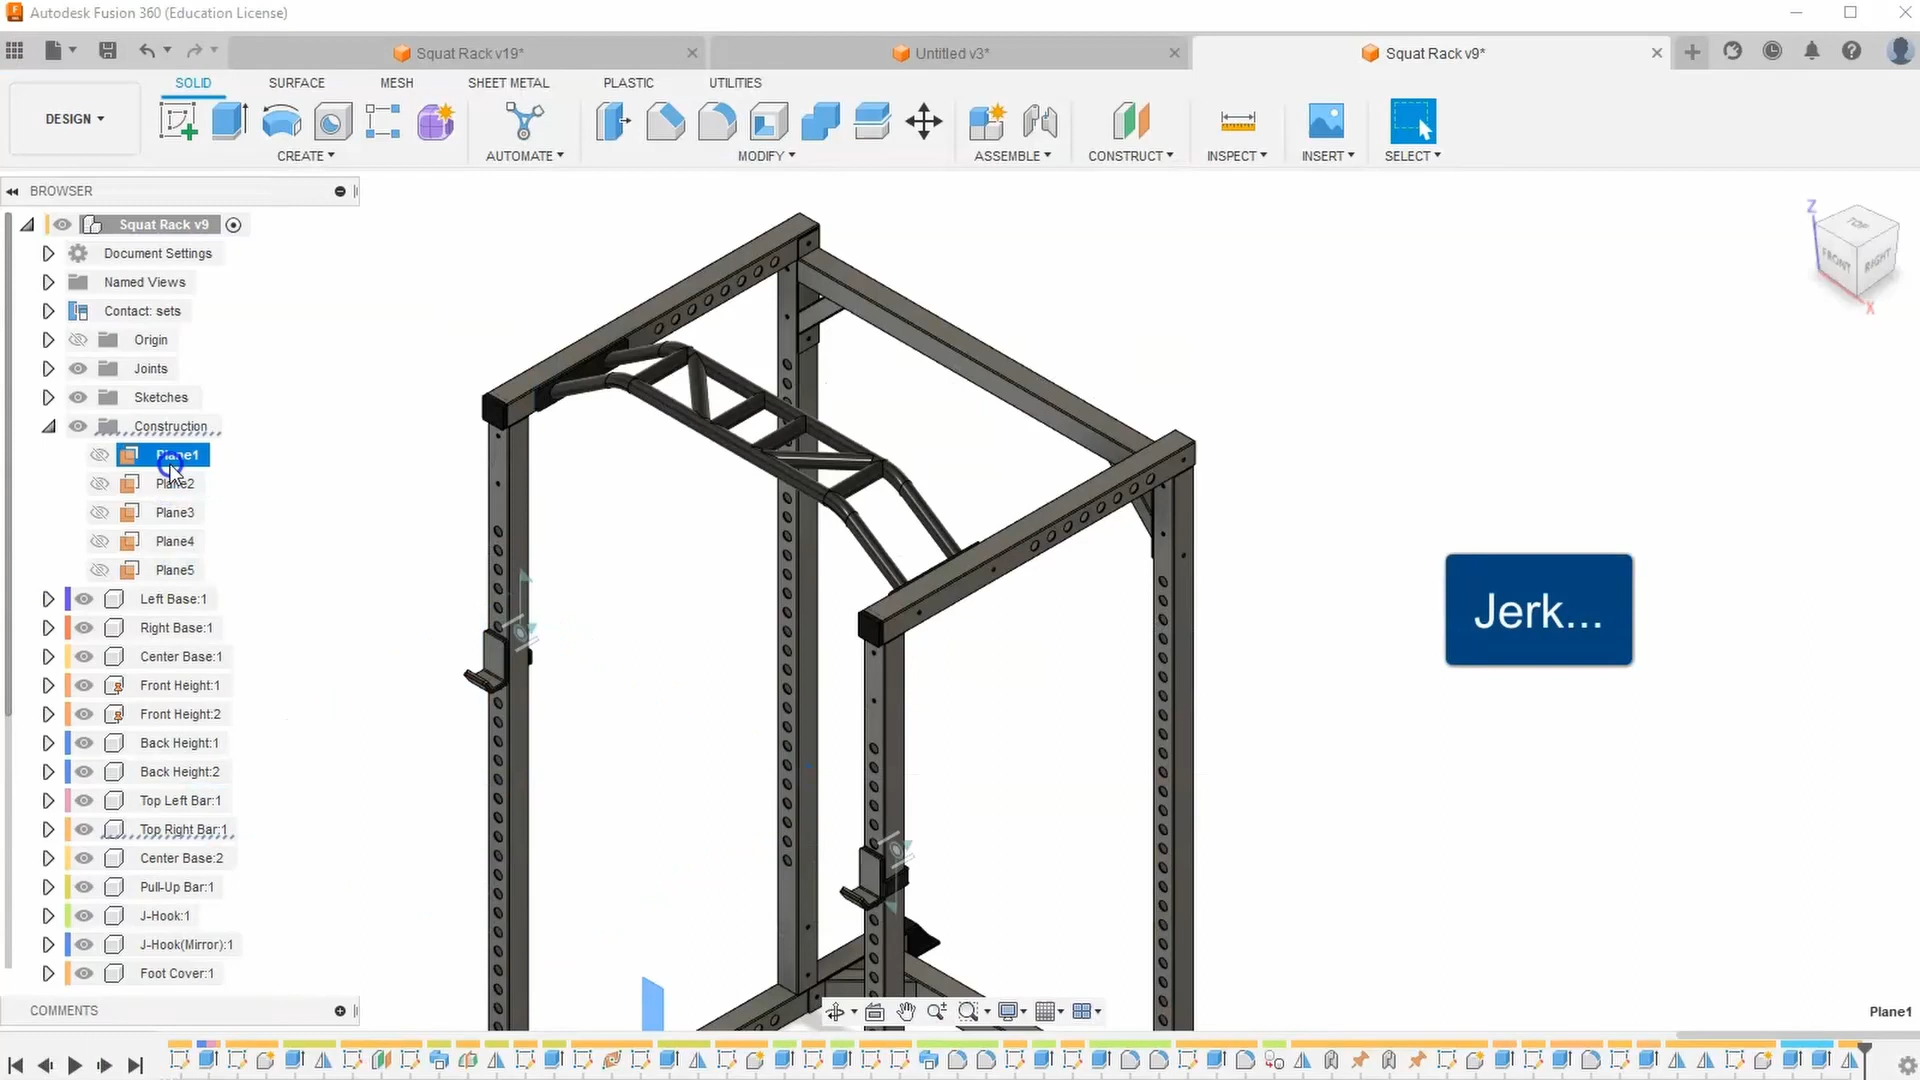 Autodesk Fusion 360 (Education License)
Squat Rack v19*
Untitled v3*
Squat Rack v9*
SOLID
SURFACE
MESH
SHEET METAL
PLASTIC
UTILITIES
DESIGN
CREATE
AUTOMATE
MODIFY
ASSEMBLE
CONSTRUCT
INSPECT
INSERT
SELECT
BROWSER
Squat Rack v9
Document Settings
Named Views
Contact: sets
Origin
Joints
Sketches
Construction
Plane1
Plane2
Plane3
Plane4
Plane5
Left Base:1
Right Base:1
Center Base:1
Front Height:1
Front Height:2
Back Height:1
Back Height:2
Top Left Bar:1
Top Right Bar:1
Center Base:2
Pull-Up Bar:1
J-Hook:1
J-Hook(Mirror):1
Foot Cover:1
COMMENTS
Z
TOP
FRONT
RIGHT
X
Jerk...
Plane1